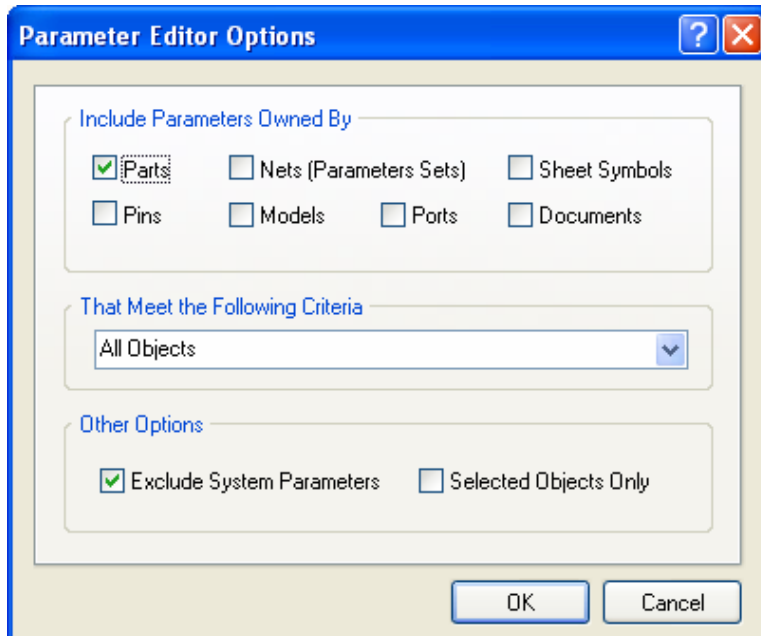 Parameter Editor Options
Include Parameters Owned By
Parts Nets (Parameters Sets) Sheet Symbols
Pins Models Ports Documents
That Meet the Following Criteria
All Objects
Other Options
Exclude System Parameters Selected Objects Only
OK Cancel